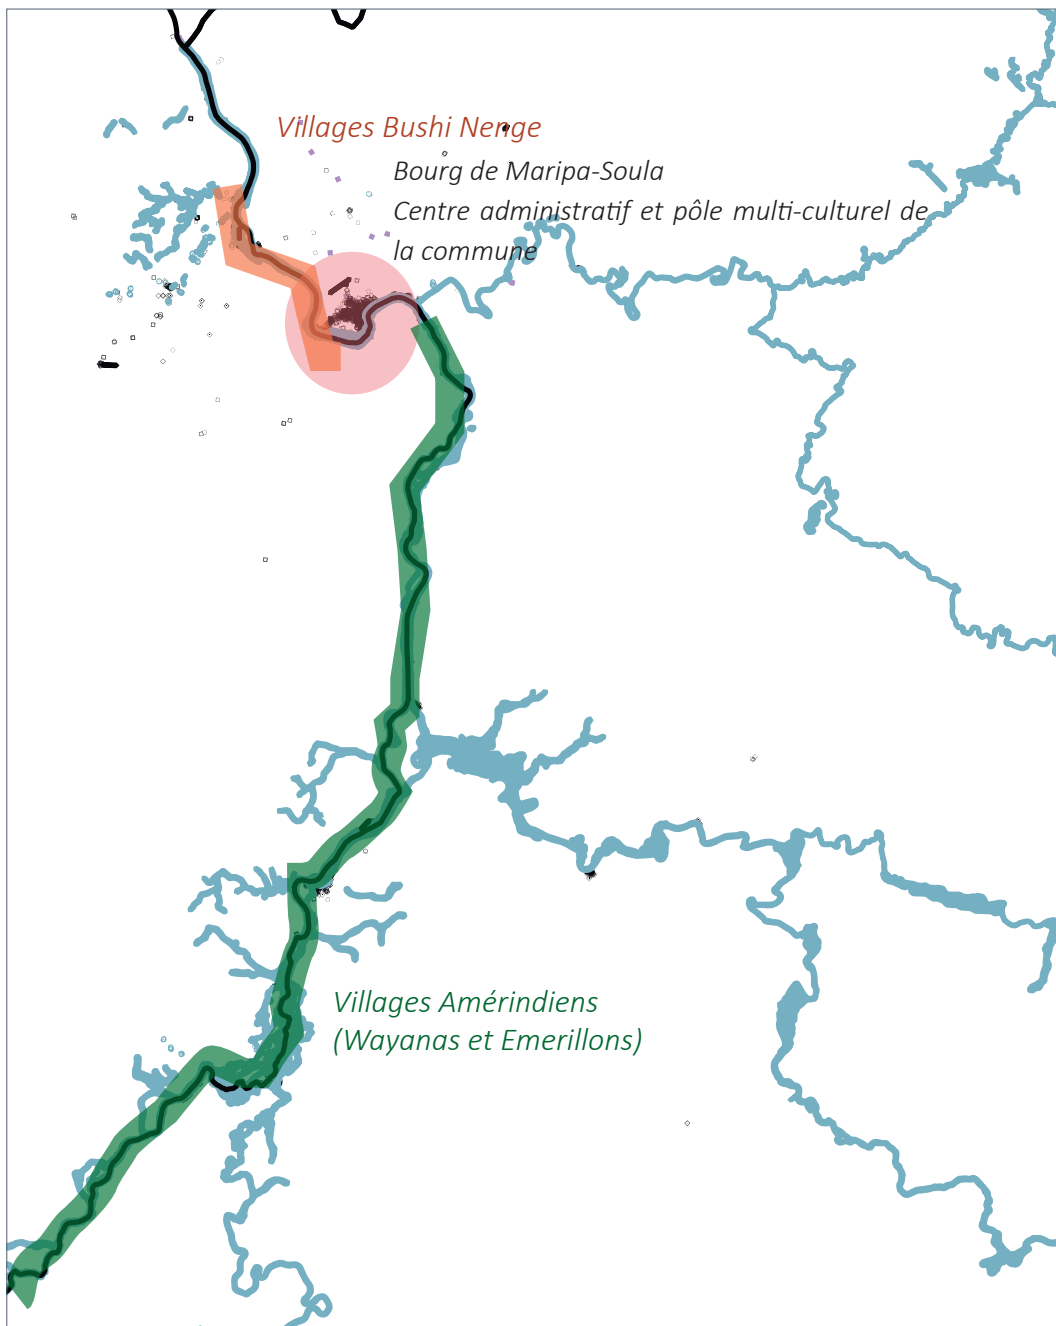 Villages Bushi Nenge
Bourg de Maripa-Soula
Centre administratif et pôle multi-culturel de
la commune
Villages Amérindiens
(Wayanas et Emerillons)